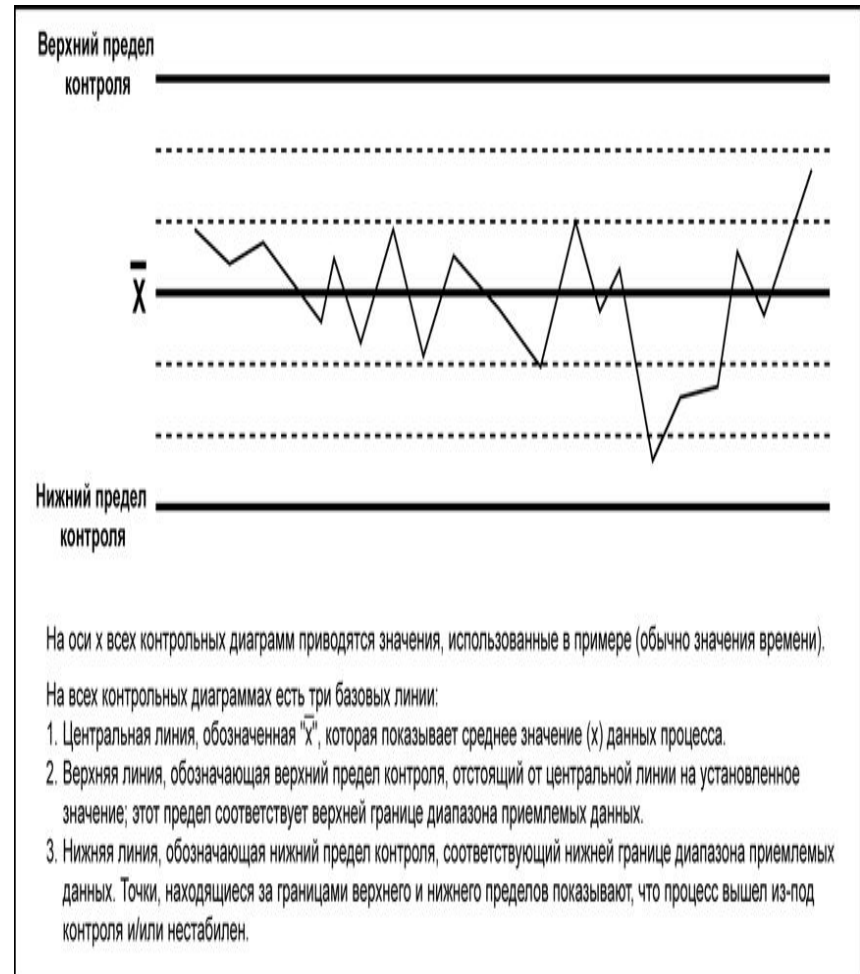 Верхний предел
контроля
x̅
Нижний предел
контроля
На оси х всех контрольных диаграмм приводятся значения, использованные в примере (обычно значения времени).
На всех контрольных диаграммах есть три базовых линии:
1. Центральная линия, обозначенная "x̅", которая показывает среднее значение (x) данных процесса.
2. Верхняя линия, обозначающая верхний предел контроля, отстоящий от центральной линии на установленное
значение; этот предел соответствует верхней границе диапазона приемлемых данных.
3. Нижняя линия, обозначающая нижний предел контроля, соответствующий нижней границе диапазона приемлемых
данных. Точки, находящиеся за границами верхнего и нижнего пределов показывают, что процесс вышел из-под
контроля и/или нестабилен.